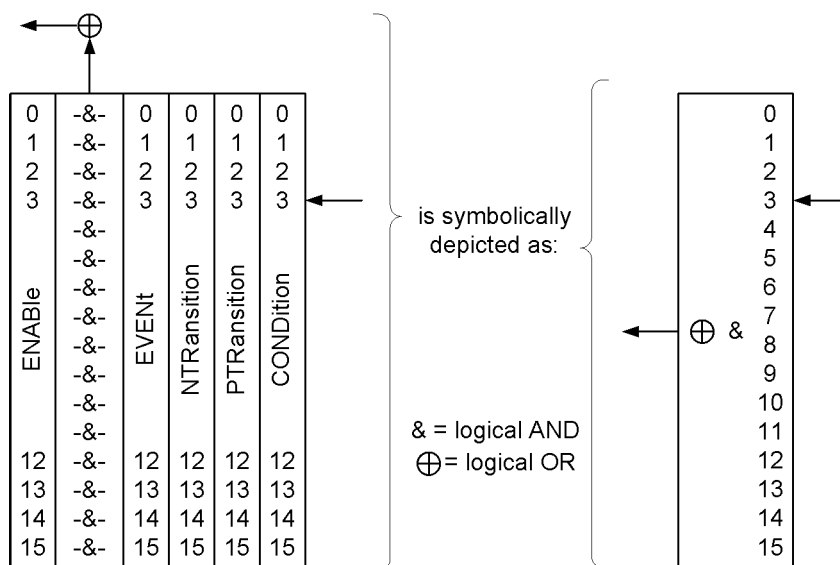 0 -&- 0 0 0 0
1 -&- 1 1 1 1
2 -&- 2 2 2 2
3 -&- 3 3 3 3
-&-
-&-
-&-
-&-
-&-
-&-
-&-
-&-
ENABle
EVENt
NTRansition
PTRansition
CONDition
12 -&- 12 12 12 12
13 -&- 13 13 13 13
14 -&- 14 14 14 14
15 -&- 15 15 15 15
is symbolically
depicted as:
& = logical AND
⊕ = logical OR
0
1
2
3
4
5
6
7
⊕ &
8
9
10
11
12
13
14
15